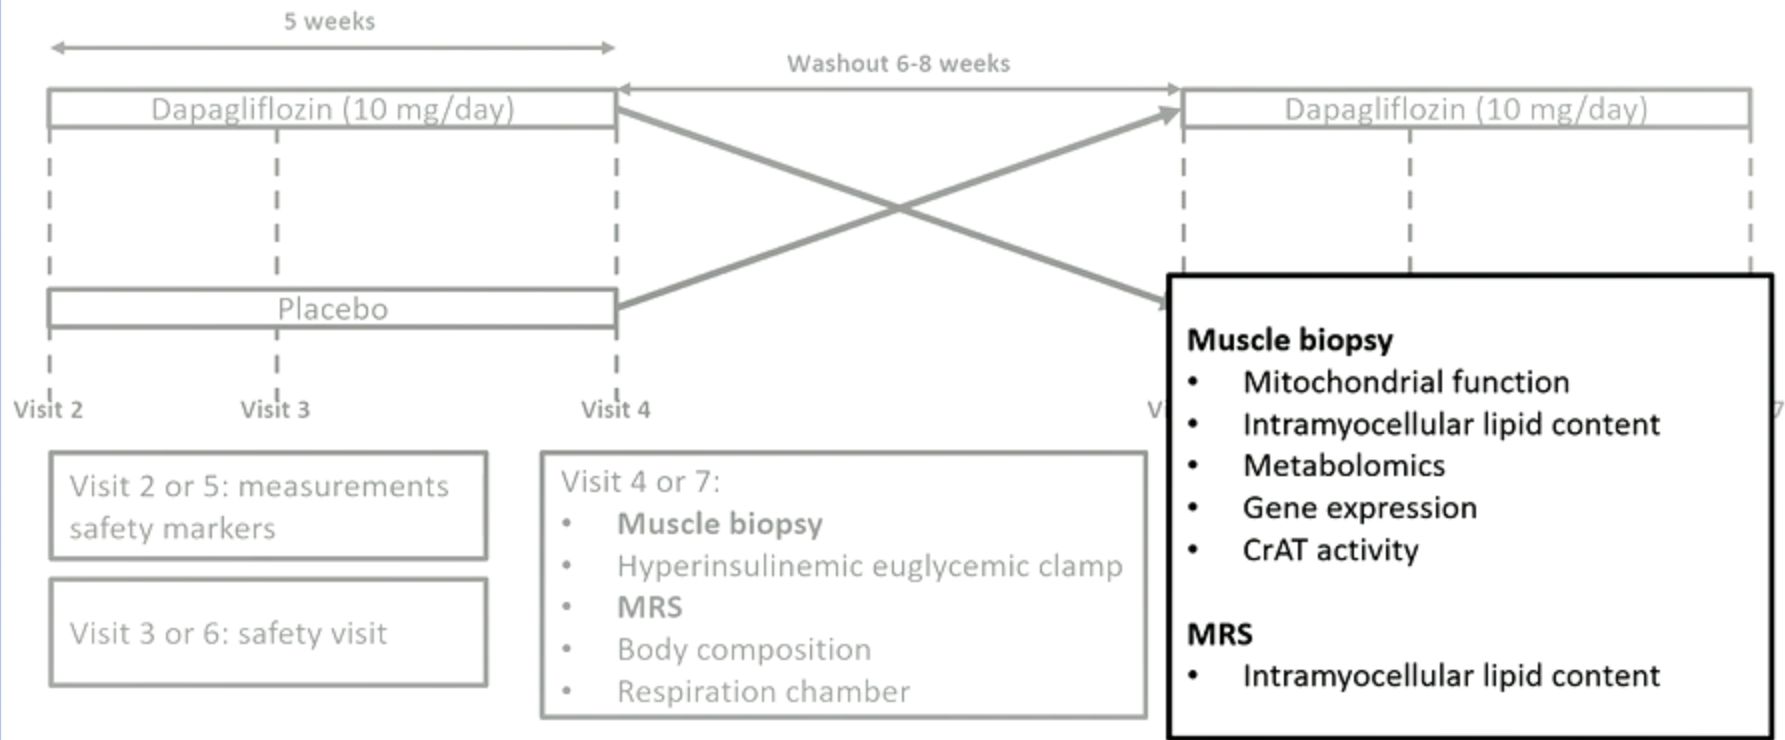 5 weeks
Washout 6-8 weeks
Dapagliflozin (10 mg/day)
Dapagliflozin (10 mg/day)
Placebo
Visit 2
Visit 3
Visit 4
Visit 2 or 5: measurements
safety markers
Visit 3 or 6: safety visit
Visit 4 or 7:
• Muscle biopsy
• Hyperinsulinemic euglycemic clamp
• MRS
• Body composition
• Respiration chamber
Muscle biopsy
• Mitochondrial function
• Intramyocellular lipid content
• Metabolomics
• Gene expression
• CrAT activity
MRS
• Intramyocellular lipid content